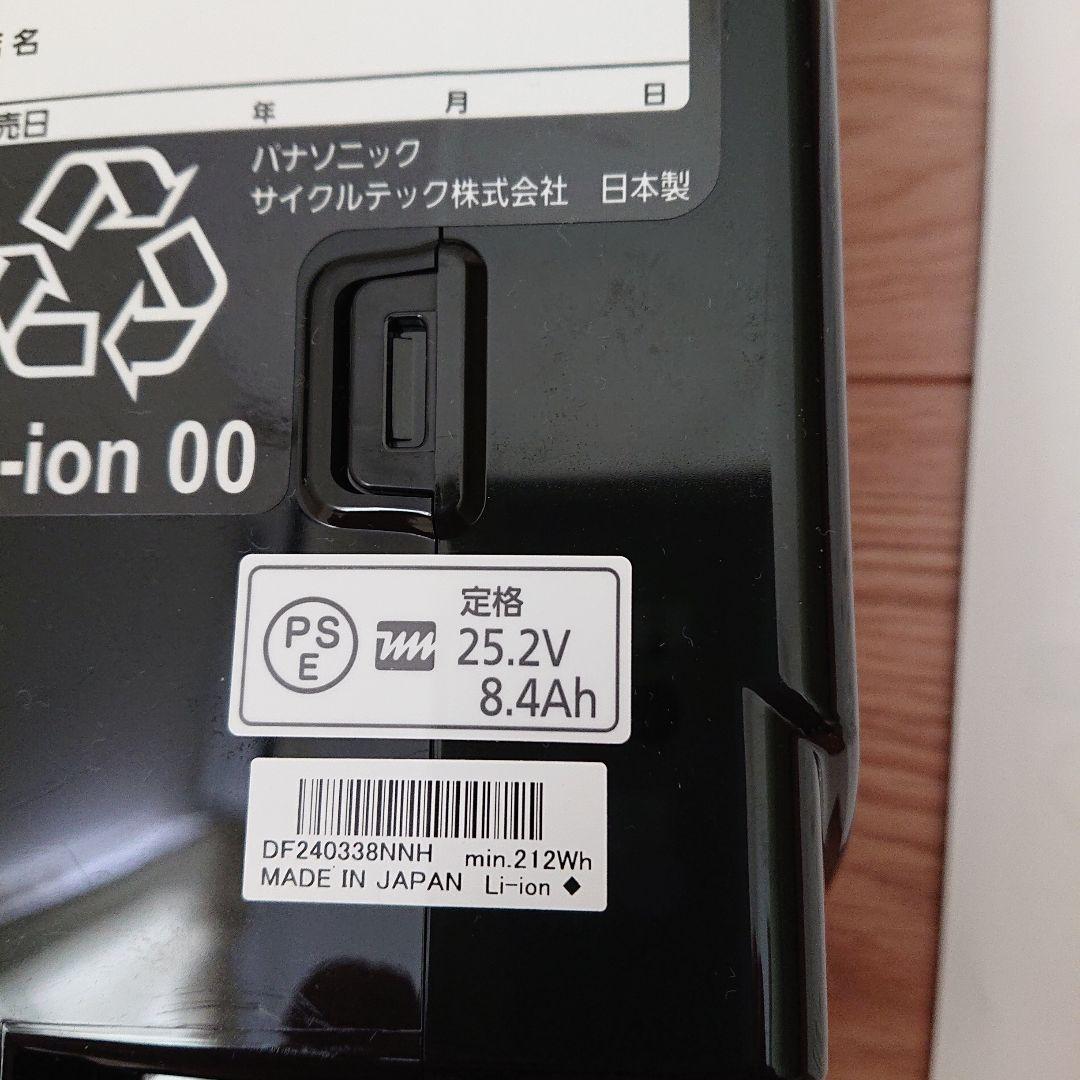 名
売日 年 月 日
パナソニック
サイクルテック株式会社 日本製
-ion 00
PSE
定格
25.2V
8.4Ah
DF240338NNH min.212Wh
MADE IN JAPAN Li-ion ◆